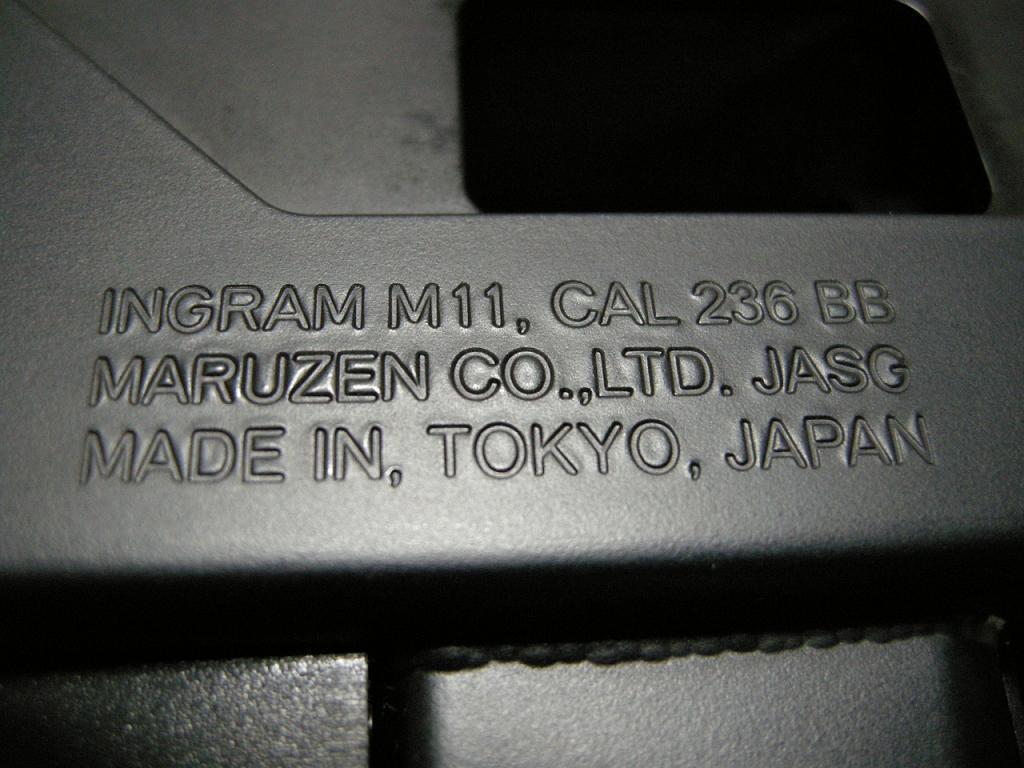 INGRAM M11, CAL 236 BB
MARUZEN CO.,LTD. JASG
MADE IN, TOKYO, JAPAN